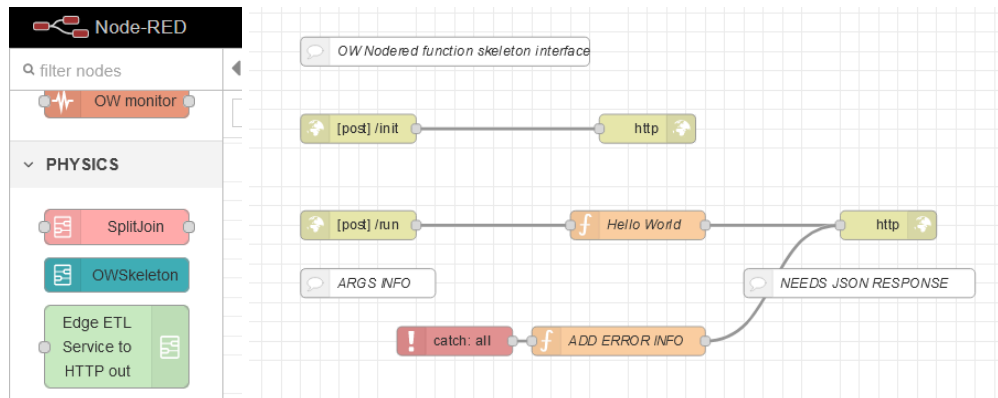 Node-RED
filter nodes
OW monitor
PHYSICS
SplitJoin
OWSkeleton
Edge ETL
Service to
HTTP out
OW Nodered function skeleton interface
[post] /init
http
[post] /run
Hello World
http
ARGS INFO
NEEDS JSON RESPONSE
catch: all
ADD ERROR INFO